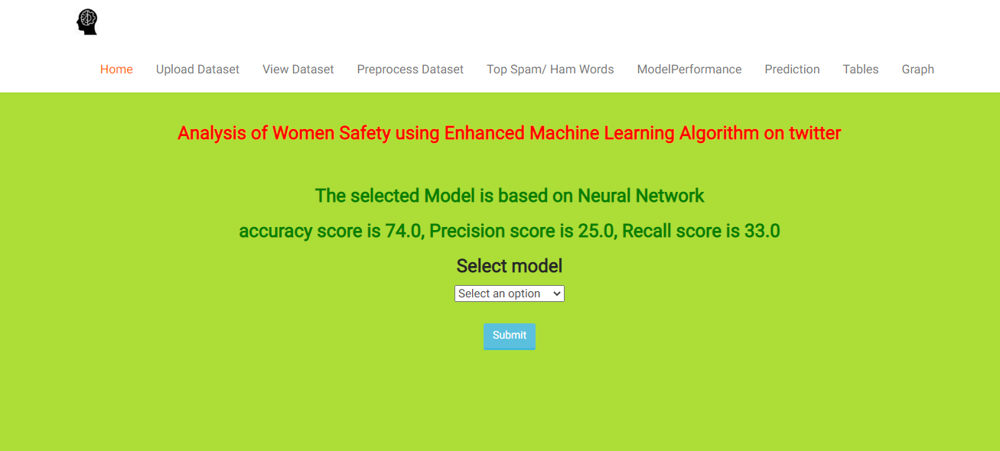 Home Upload Dataset View Dataset Preprocess Dataset Top Spam/ Ham Words ModelPerformance Prediction Tables Graph
Analysis of Women Safety using Enhanced Machine Learning Algorithm on twitter
The selected Model is based on Neural Network
accuracy score is 74.0, Precision score is 25.0, Recall score is 33.0
Select model
Select an option
Submit